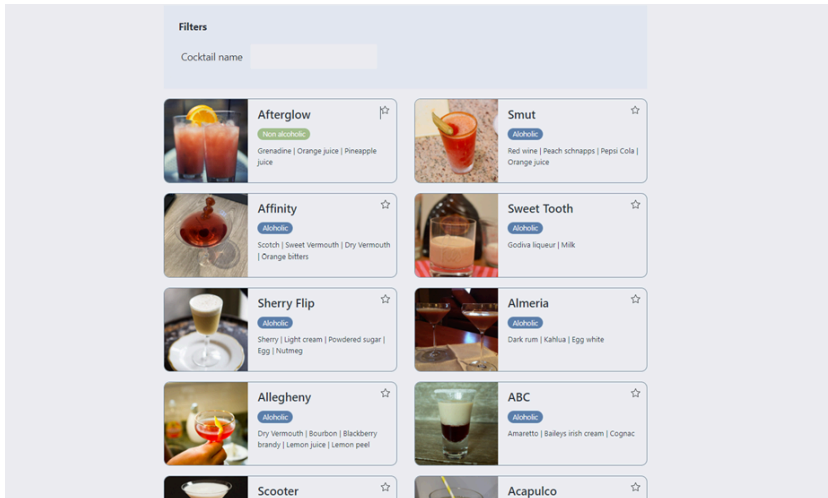 Filters
Cocktail name
Afterglow
Non alcoholic
Grenadine | Orange juice | Pineapple
juice
Smut
Aloholic
Red wine | Peach schnapps | Pepsi Cola |
Orange juice
Affinity
Aloholic
Scotch | Sweet Vermouth | Dry Vermouth
| Orange bitters
Sweet Tooth
Aloholic
Godiva liqueur | Milk
Sherry Flip
Aloholic
Sherry | Light cream | Powdered sugar |
Egg | Nutmeg
Almeria
Aloholic
Dark rum | Kahlua | Egg white
Allegheny
Aloholic
Dry Vermouth | Bourbon | Blackberry
brandy | Lemon juice | Lemon peel
ABC
Aloholic
Amaretto | Baileys irish cream | Cognac
Scooter
Acapulco